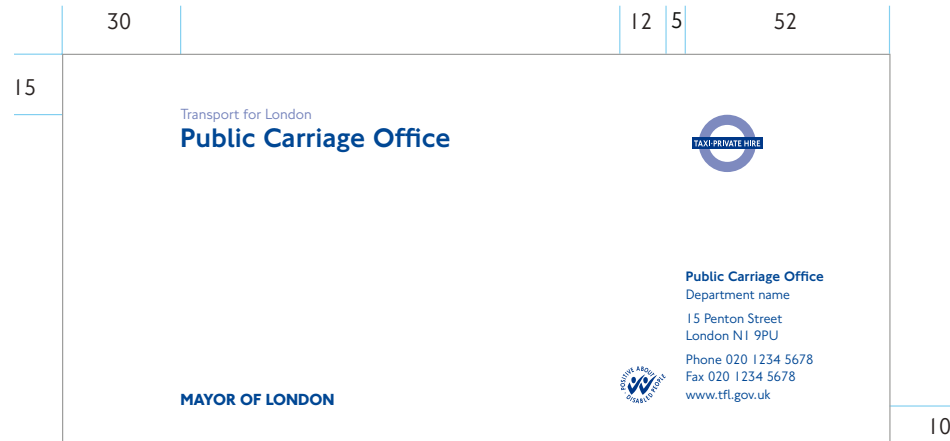 30
12
5
52
15
Transport for London
Public Carriage Office
TAXI·PRIVATE HIRE
Public Carriage Office
Department name
15 Penton Street
London N1 9PU
Phone 020 1234 5678
Fax 020 1234 5678
www.tfl.gov.uk
POSITIVE ABOUT
DISABLED PEOPLE
MAYOR OF LONDON
10